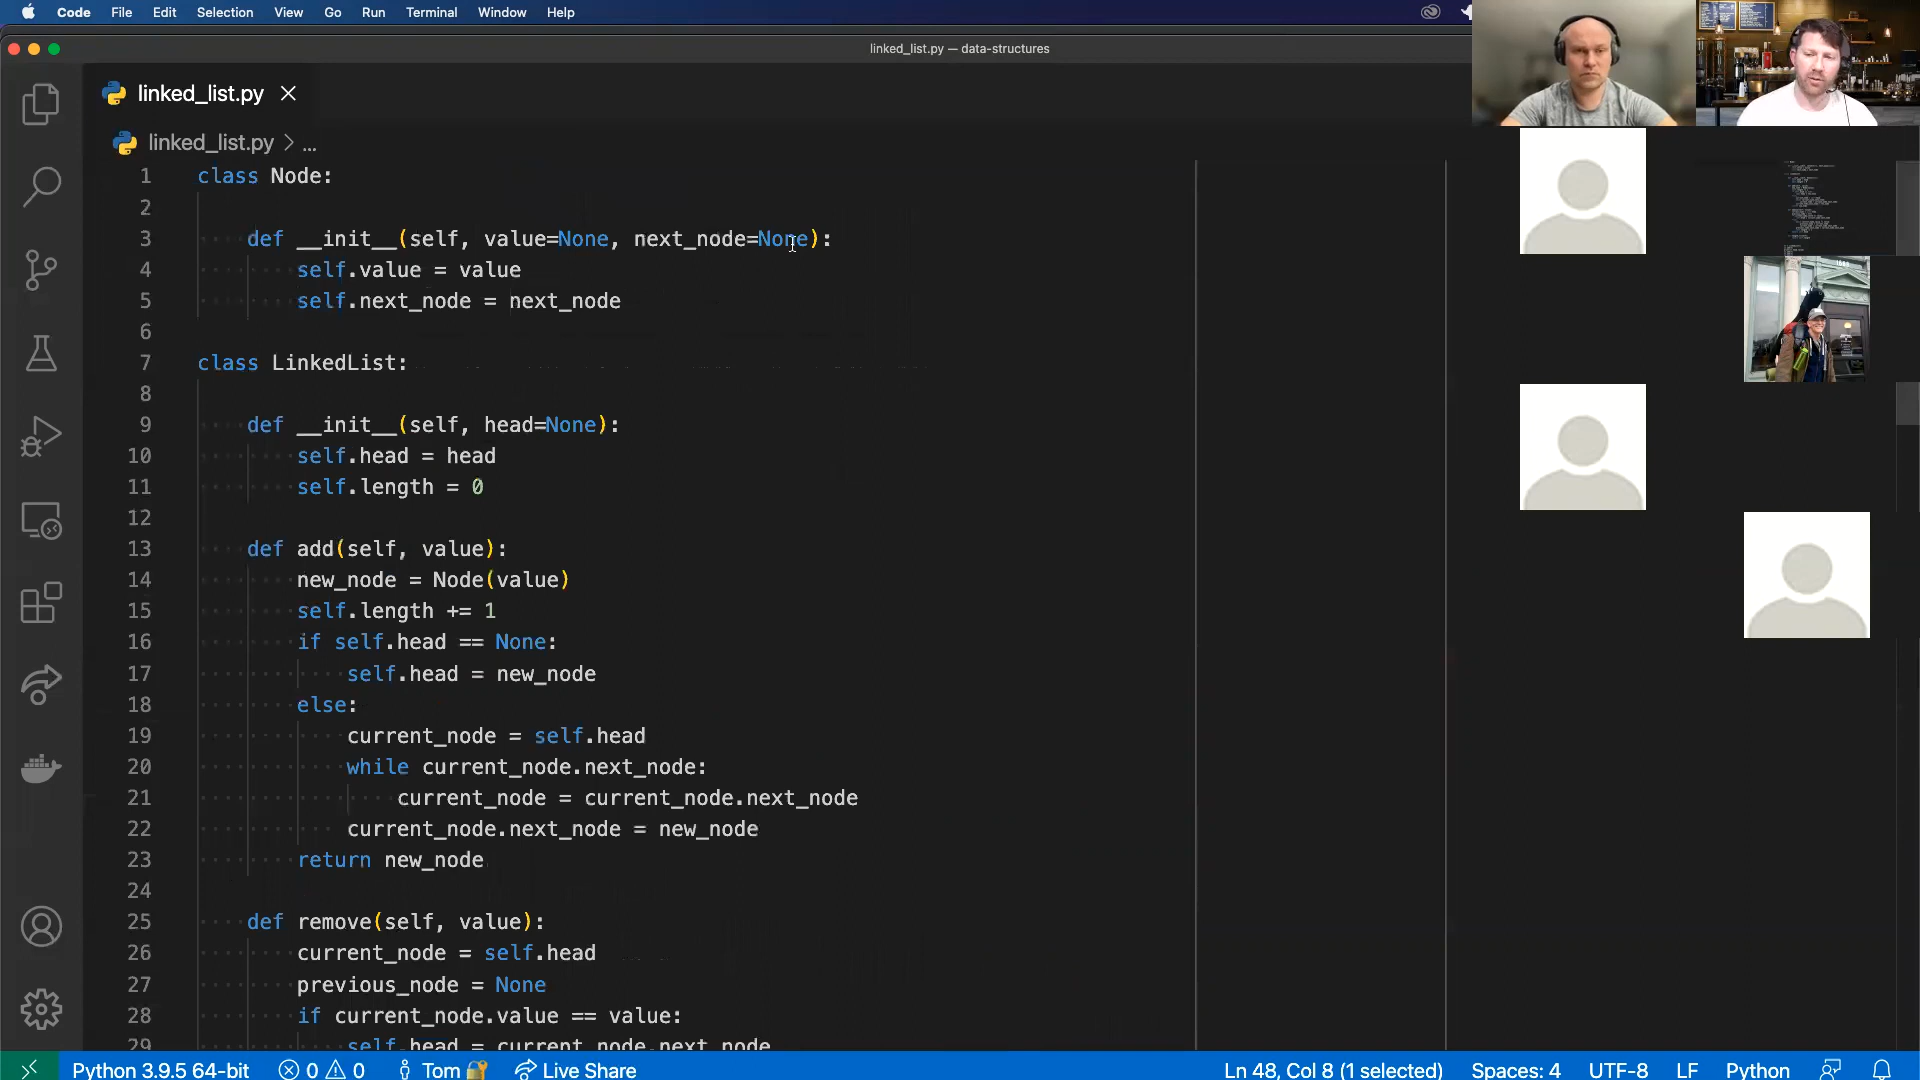 Code File Edit Selection View Go Run Terminal Window Help
linked_list.py — data-structures
linked_list.py
linked_list.py > ...
1 class Node:
2
3 def __init__(self, value=None, next_node=None):
4 self.value = value
5 self.next_node = next_node
6
7 class LinkedList:
8
9 def __init__(self, head=None):
10 self.head = head
11 self.length = 0
12
13 def add(self, value):
14 new_node = Node(value)
15 self.length += 1
16 if self.head == None:
17 self.head = new_node
18 else:
19 current_node = self.head
20 while current_node.next_node:
21 current_node = current_node.next_node
22 current_node.next_node = new_node
23 return new_node
24
25 def remove(self, value):
26 current_node = self.head
27 previous_node = None
28 if current_node.value == value:
29 self.head = current_node.next_node
Python 3.9.5 64-bit 0 0 Tom Live Share Ln 48, Col 8 (1 selected) Spaces: 4 UTF-8 LF Python